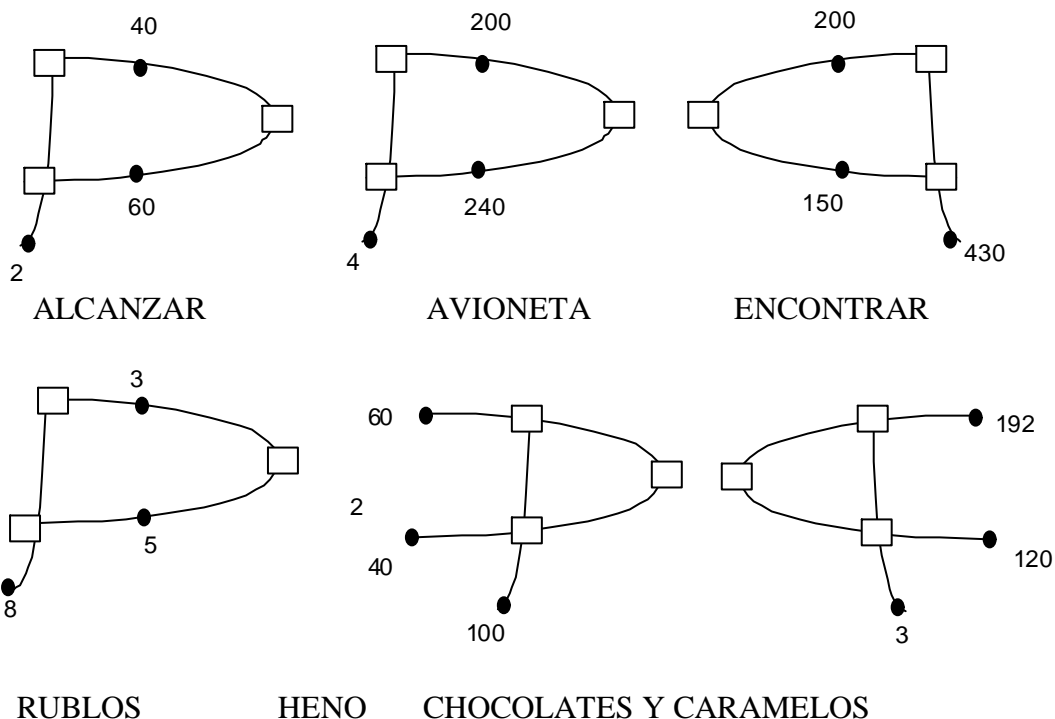 40 200 200
60 240 150
2 4 430
ALCANZAR AVIONETA ENCONTRAR
3 60 192
2
5 40 120
8 100 3
RUBLOS HENO CHOCOLATES Y CARAMELOS